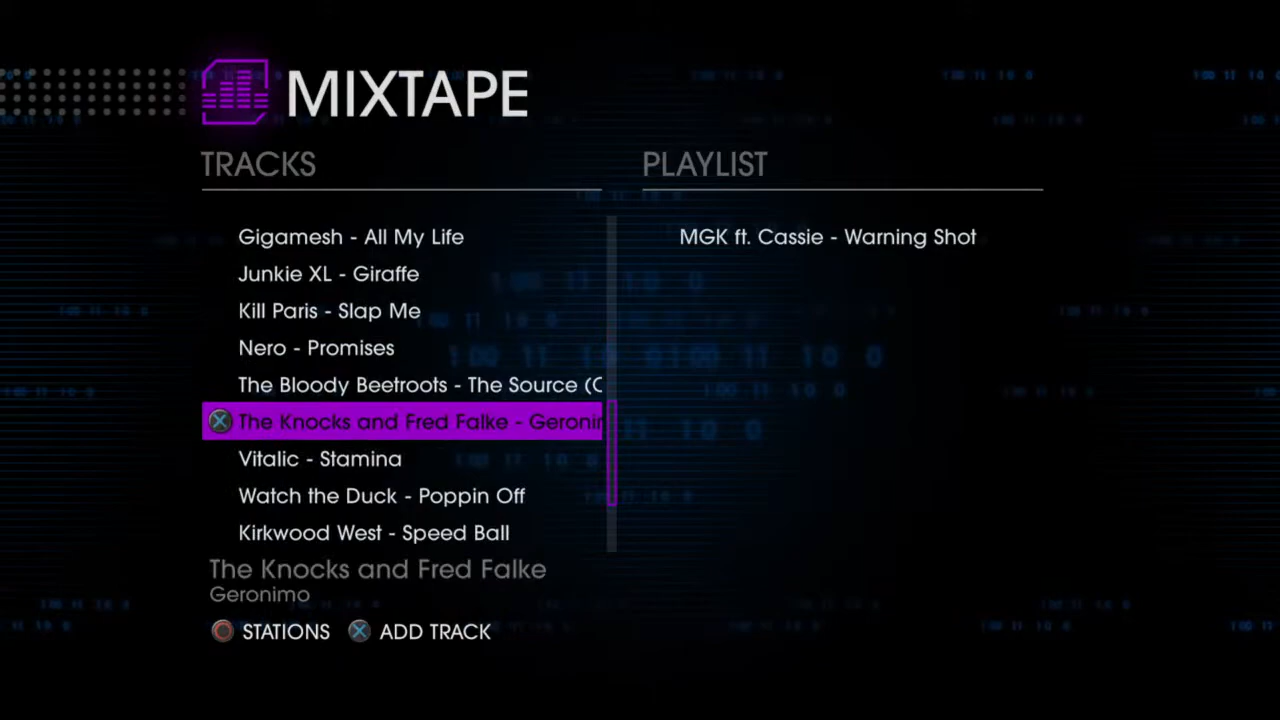 MIXTAPE
TRACKS
PLAYLIST
Gigamesh - All My Life
Junkie XL - Giraffe
Kill Paris - Slap Me
Nero - Promises
The Bloody Beetroots - The Source (C
The Knocks and Fred Falke - Geronim
Vitalic - Stamina
Watch the Duck - Poppin Off
Kirkwood West - Speed Ball
MGK ft. Cassie - Warning Shot
The Knocks and Fred Falke
Geronimo
STATIONS ADD TRACK